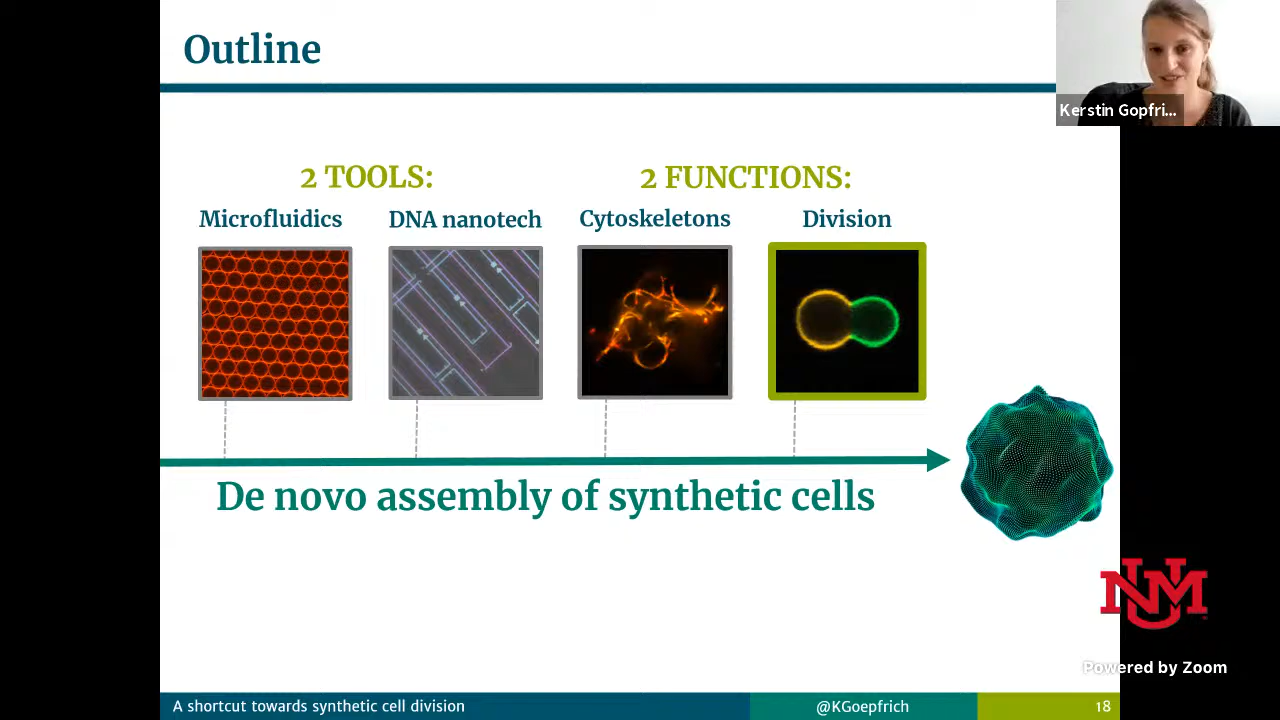 Outline
Kerstin Gopfri...
2 TOOLS:
2 FUNCTIONS:
Microfluidics
DNA nanotech
Cytoskeletons
Division
De novo assembly of synthetic cells
UNM
Powered by Zoom
A shortcut towards synthetic cell division
@KGoepfrich
18